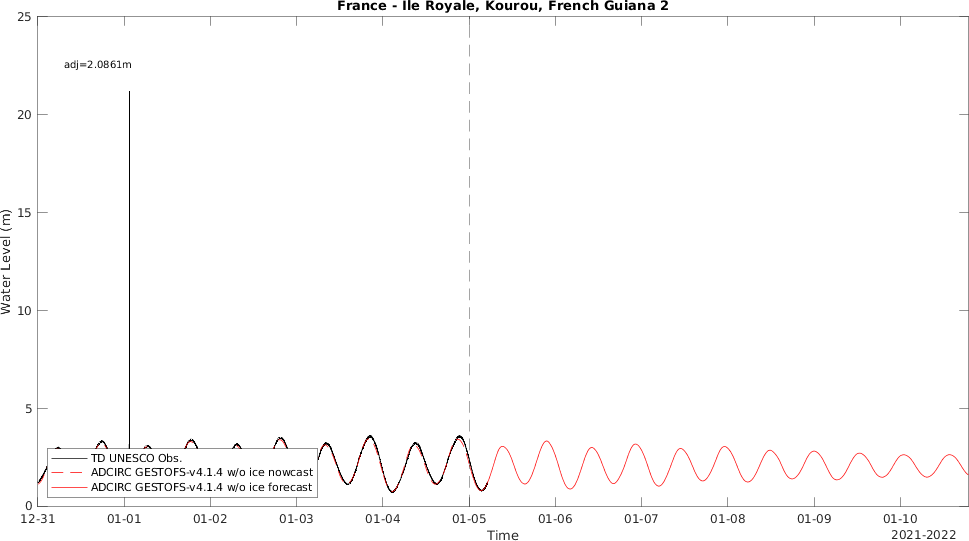 France - Ile Royale, Kourou, French Guiana 2
25
adj=2.0861m
20
15
Water Level (m)
10
5
TD UNESCO Obs.
ADCIRC GESTOFS-v4.1.4 w/o ice nowcast
ADCIRC GESTOFS-v4.1.4 w/o ice forecast
0
12-31 01-01 01-02 01-03 01-04 01-05 01-06 01-07 01-08 01-09 01-10
Time
2021-2022